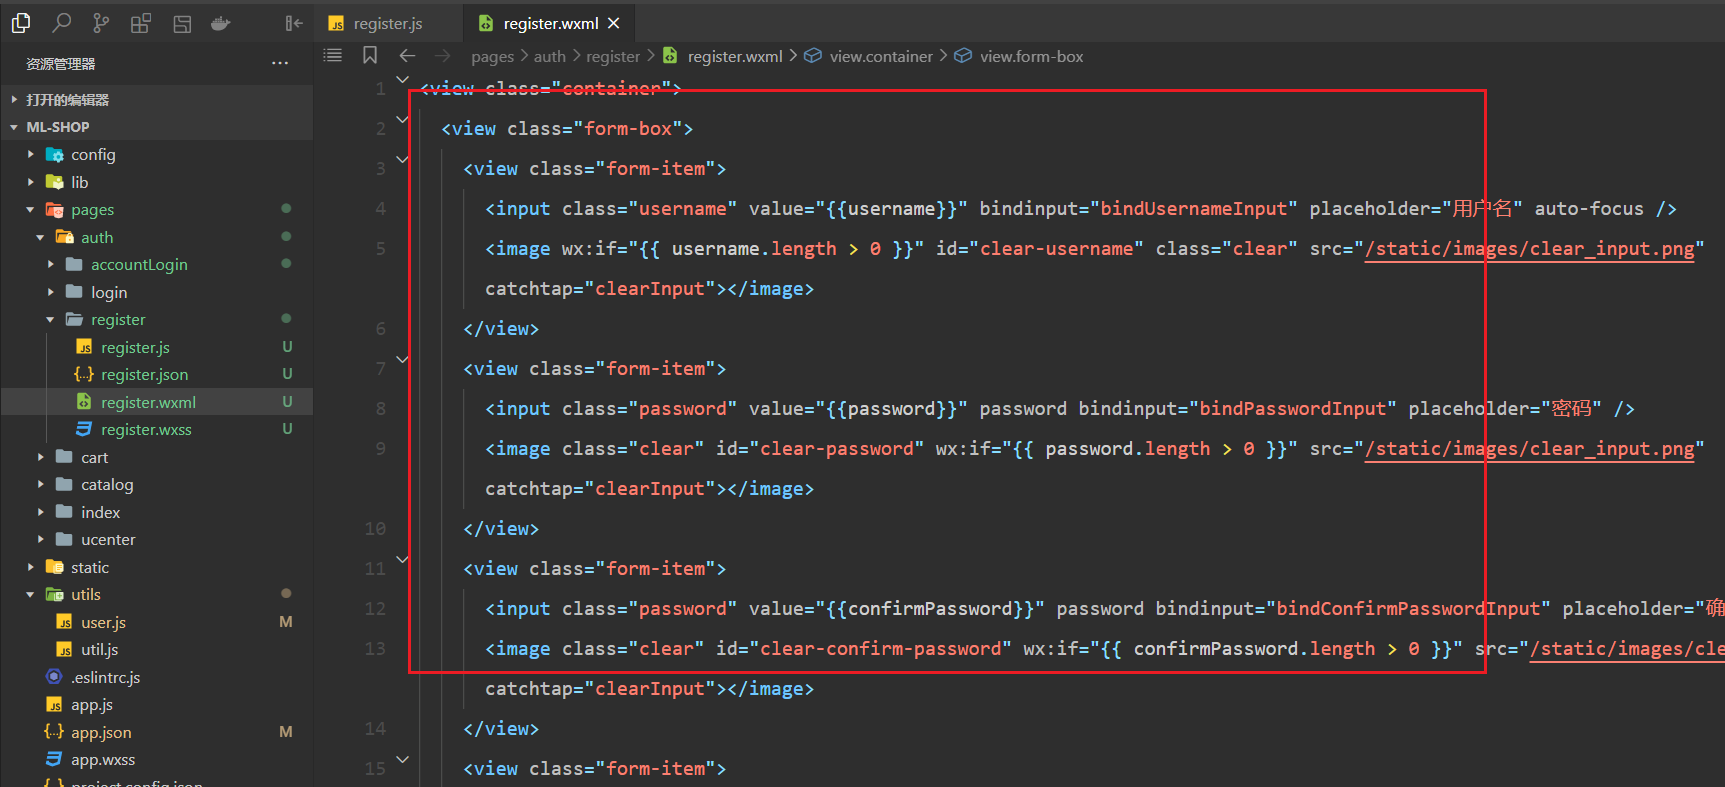 register.js
register.wxml
资源管理器
pages
auth
register
register.wxml
view.container
view.form-box
打开的编辑器
ML-SHOP
config
lib
pages
auth
accountLogin
login
register
register.js U
register.json U
register.wxml U
register.wxss U
cart
catalog
index
ucenter
static
utils
user.js M
util.js
.eslintrc.js
app.js
app.json M
app.wxss
project.config.json
1 <view class="container">
2 <view class="form-box">
3 <view class="form-item">
4 <input class="username" value="{{username}}" bindinput="bindUsernameInput" placeholder="用户名" auto-focus />
5 <image wx:if="{{ username.length > 0 }}" id="clear-username" class="clear" src="/static/images/clear_input.png"
catchtap="clearInput"></image>
6 </view>
7 <view class="form-item">
8 <input class="password" value="{{password}}" password bindinput="bindPasswordInput" placeholder="密码" />
9 <image class="clear" id="clear-password" wx:if="{{ password.length > 0 }}" src="/static/images/clear_input.png"
catchtap="clearInput"></image>
10 </view>
11 <view class="form-item">
12 <input class="password" value="{{confirmPassword}}" password bindinput="bindConfirmPasswordInput" placeholder="确
13 <image class="clear" id="clear-confirm-password" wx:if="{{ confirmPassword.length > 0 }}" src="/static/images/cle
catchtap="clearInput"></image>
14 </view>
15 <view class="form-item">